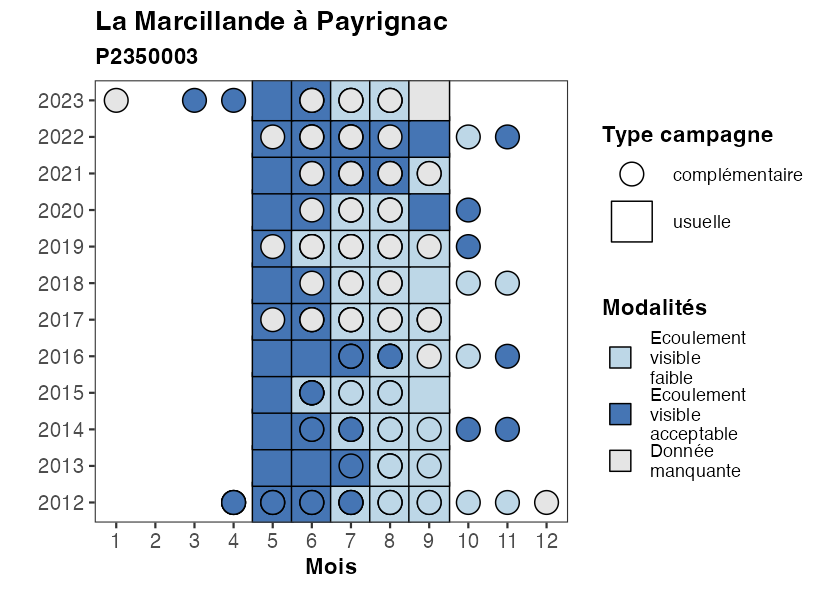 La Marcillande à Payrignac
P2350003
2023
2022
2021
2020
2019
2018
2017
2016
2015
2014
2013
2012
1 2 3 4 5 6 7 8 9 10 11 12
Mois
Type campagne
complémentaire
usuelle
Modalités
Ecoulement
visible
faible
Ecoulement
visible
acceptable
Donnée
manquante